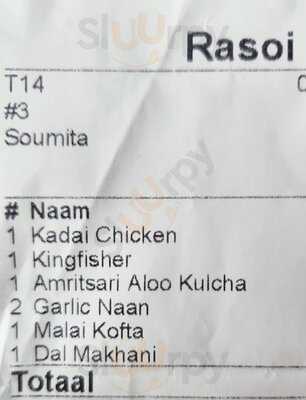 Rasoi
T14
#3
Soumita
# Naam
1 Kadai Chicken
1 Kingfisher
1 Amritsari Aloo Kulcha
2 Garlic Naan
1 Malai Kofta
1 Dal Makhani
Totaal